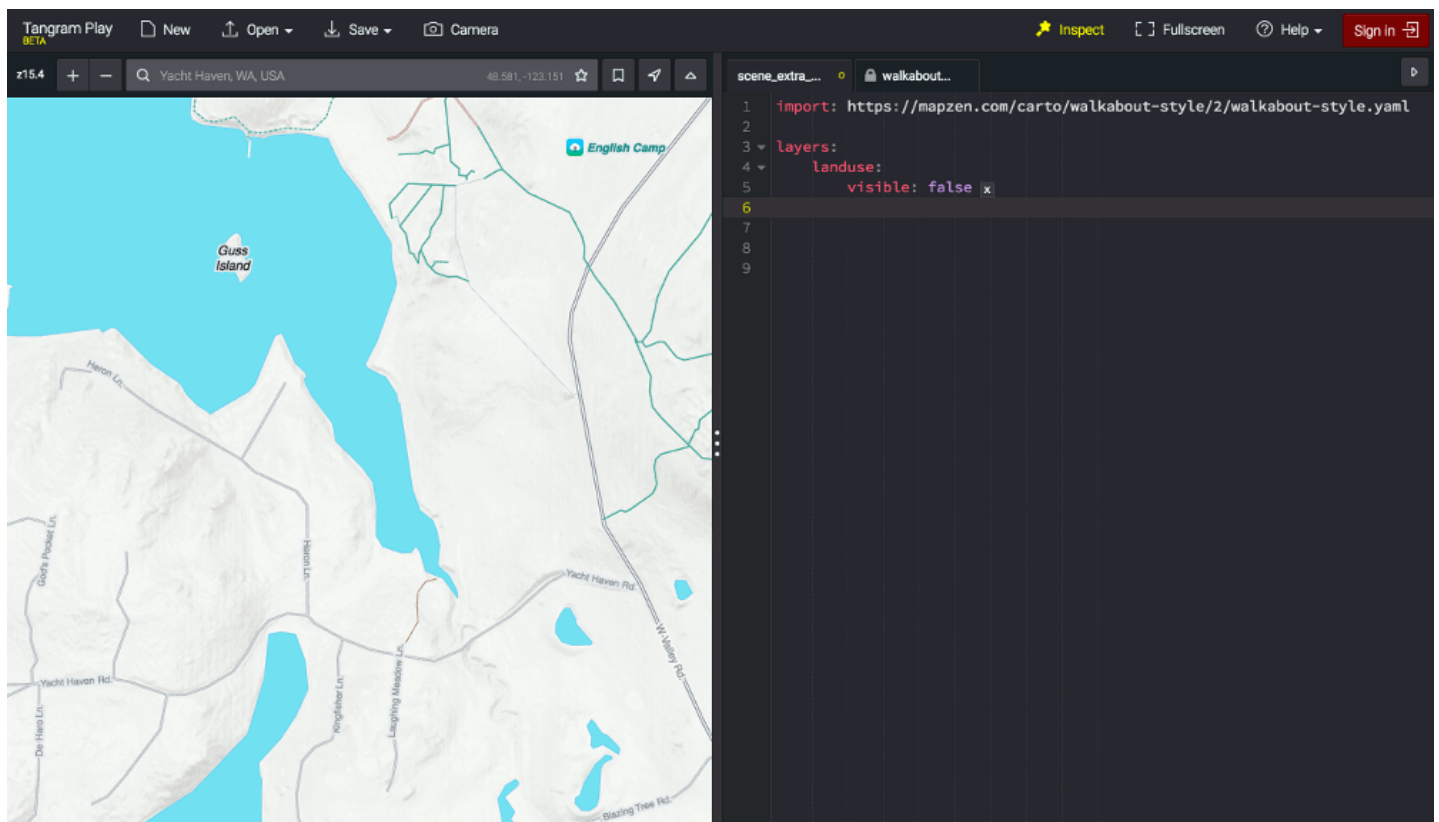 Tangram Play New Open Save Camera Inspect Fullscreen Help Sign in
BETA
z15.4 + − Yacht Haven, WA, USA 48.581, -123.151
scene_extra_... walkabout...
1 import: https://mapzen.com/carto/walkabout-style/2/walkabout-style.yaml
2
3 layers:
4 landuse:
5 visible: false x
6
7
8
9
English Camp
Guss
Island
Heron Ln.
God's Pocket Ln.
Heron Ln.
Yacht Haven Rd.
W. Valley Rd.
Yacht Haven Rd.
De Haro Ln.
Kingfisher Ln.
Laughing Meadow Ln.
Blazing Tree Rd.